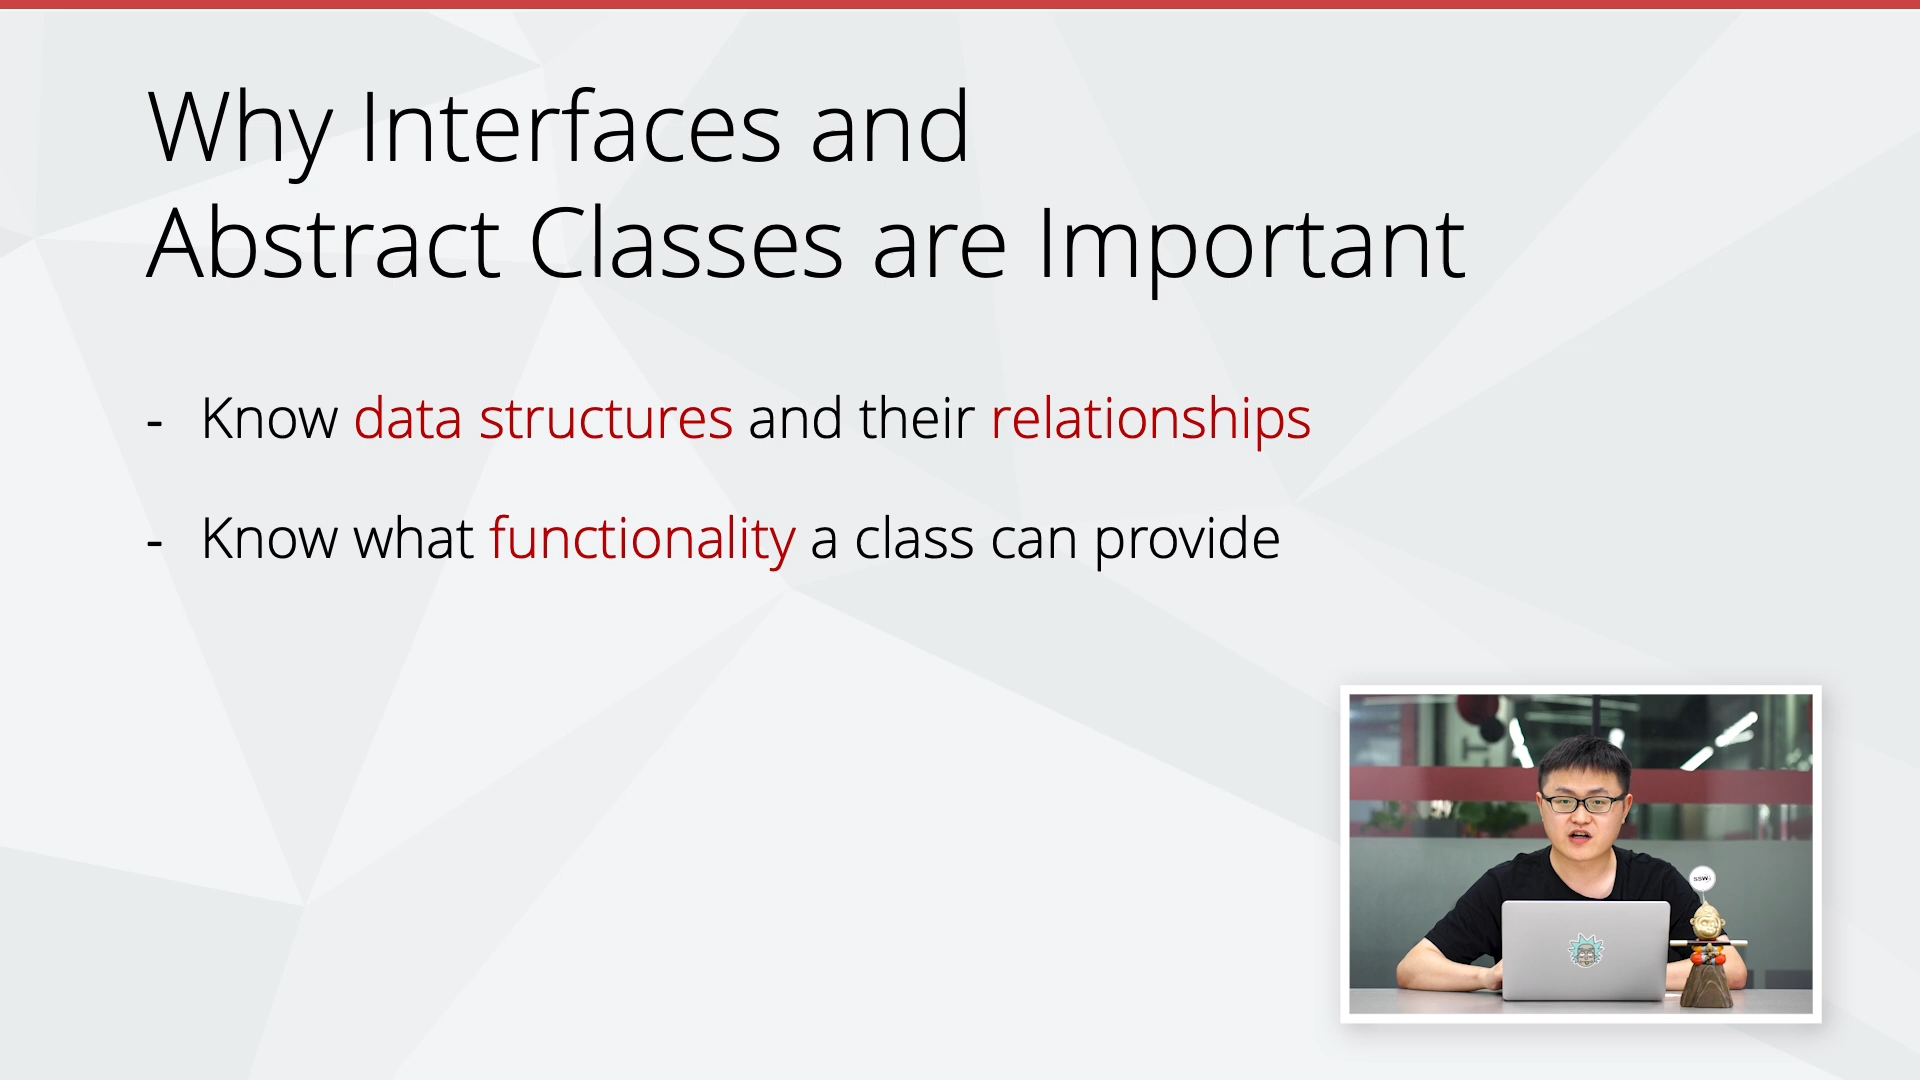 Why Interfaces and
Abstract Classes are Important
- Know data structures and their relationships
- Know what functionality a class can provide
SSW